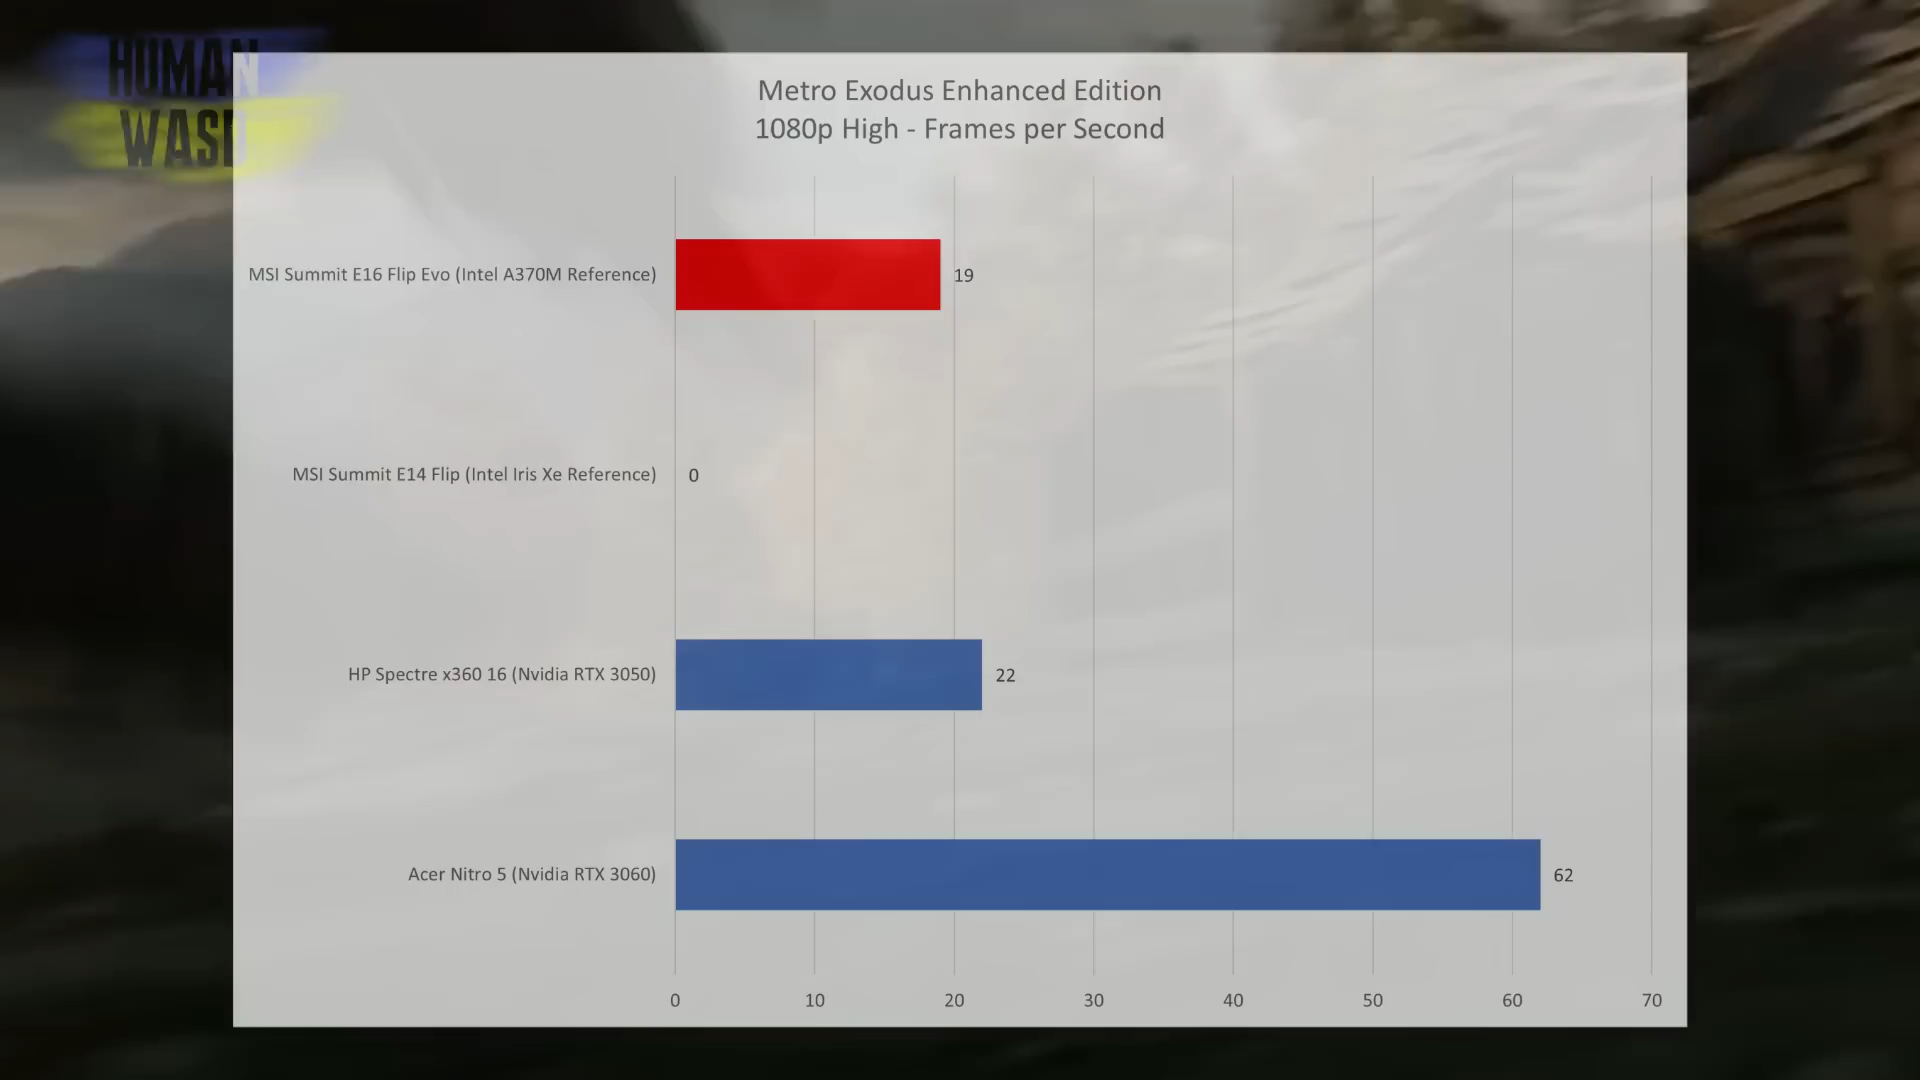 HUMAN
WASD
Metro Exodus Enhanced Edition
1080p High - Frames per Second
MSI Summit E16 Flip Evo (Intel A370M Reference)
19
MSI Summit E14 Flip (Intel Iris Xe Reference)
0
HP Spectre x360 16 (Nvidia RTX 3050)
22
Acer Nitro 5 (Nvidia RTX 3060)
62
0 10 20 30 40 50 60 70